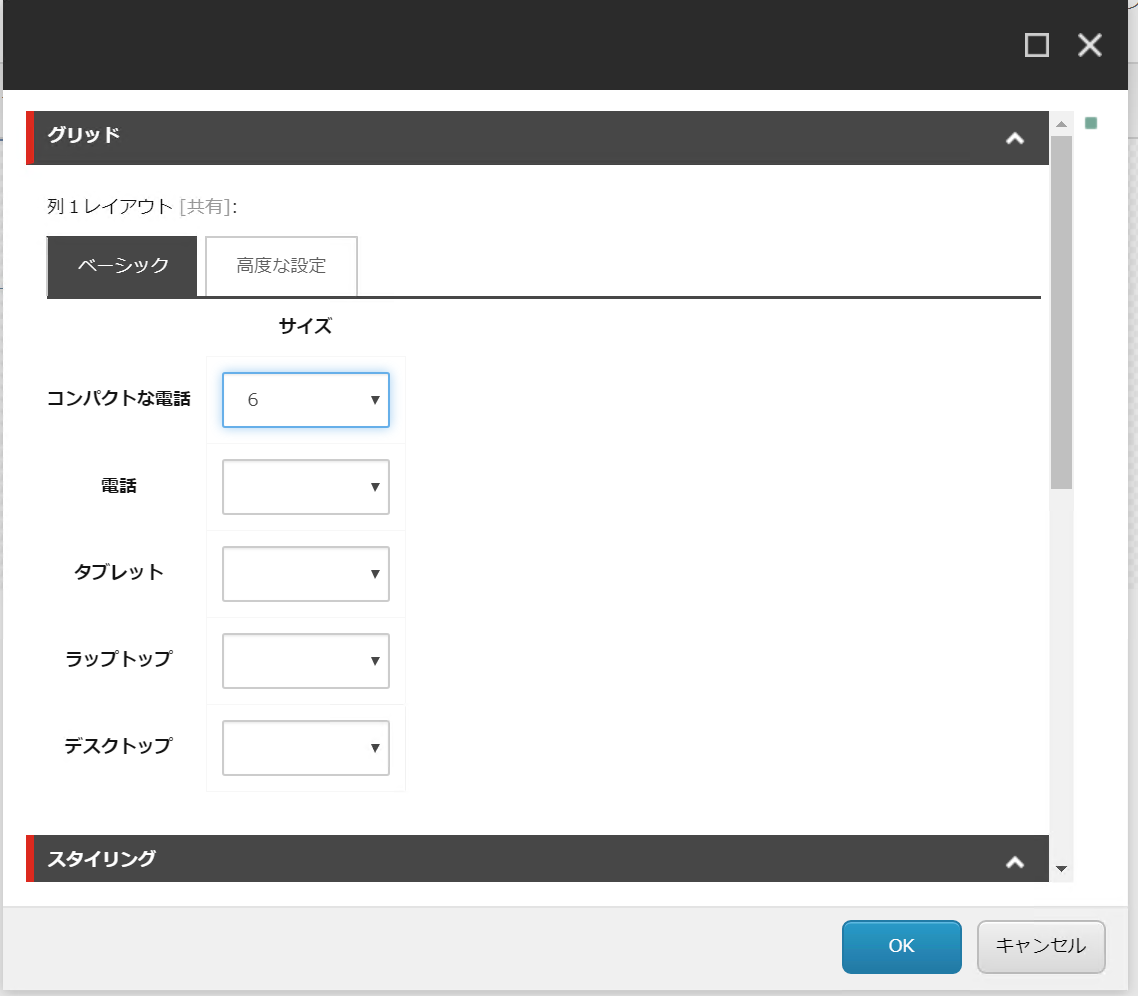 グリッド
列 1 レイアウト [共有]:
ベーシック 高度な設定
サイズ
コンパクトな電話 6
電話
タブレット
ラップトップ
デスクトップ
スタイリング
OK キャンセル